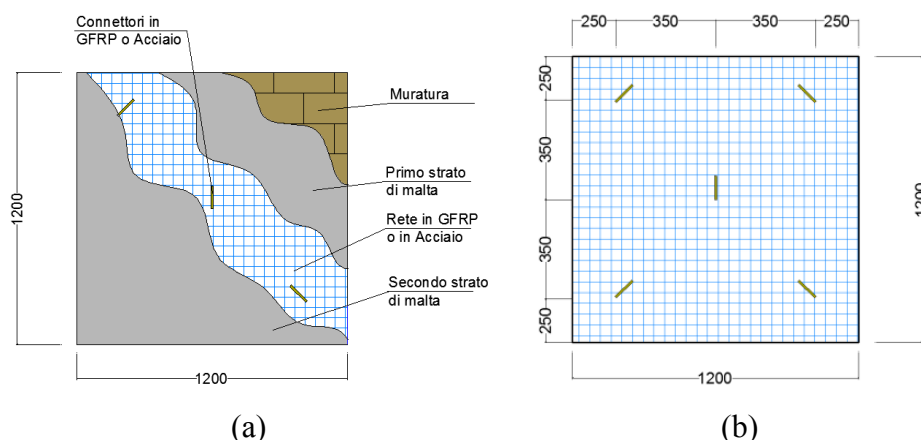 Connettori in
GFRP o Acciaio
Muratura
Primo strato
di malta
Rete in GFRP
o in Acciaio
Secondo strato
di malta
1200
1200
(a)
250
350
350
250
250
350
350
250
1200
1200
(b)